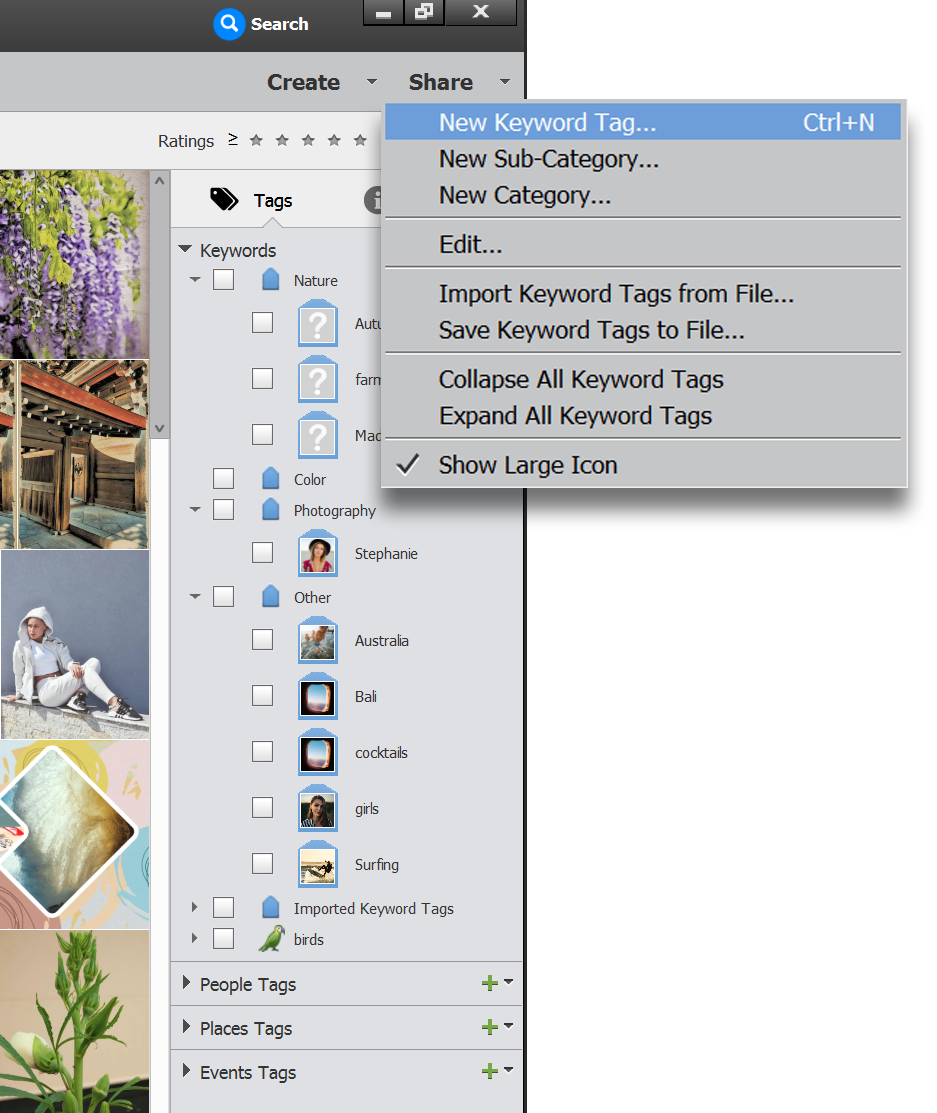 Search
Create Share
Ratings ≥
New Keyword Tag... Ctrl+N
New Sub-Category...
New Category...
Edit...
Import Keyword Tags from File...
Save Keyword Tags to File...
Collapse All Keyword Tags
Expand All Keyword Tags
Show Large Icon
Tags
Keywords
Nature
Color
Photography
Stephanie
Other
Australia
Bali
cocktails
girls
Surfing
Imported Keyword Tags
birds
People Tags
Places Tags
Events Tags